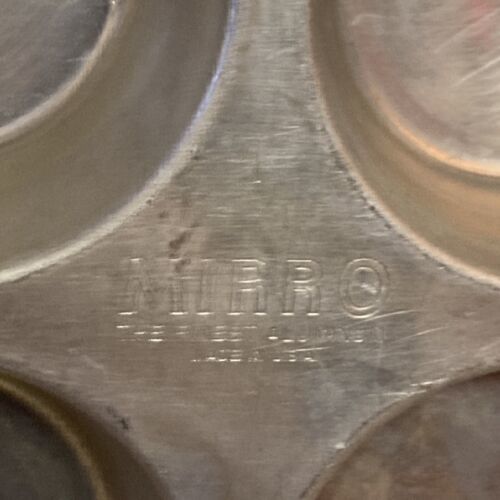 MIRRO
THE FINEST ALUMINUM
MADE IN U.S.A.